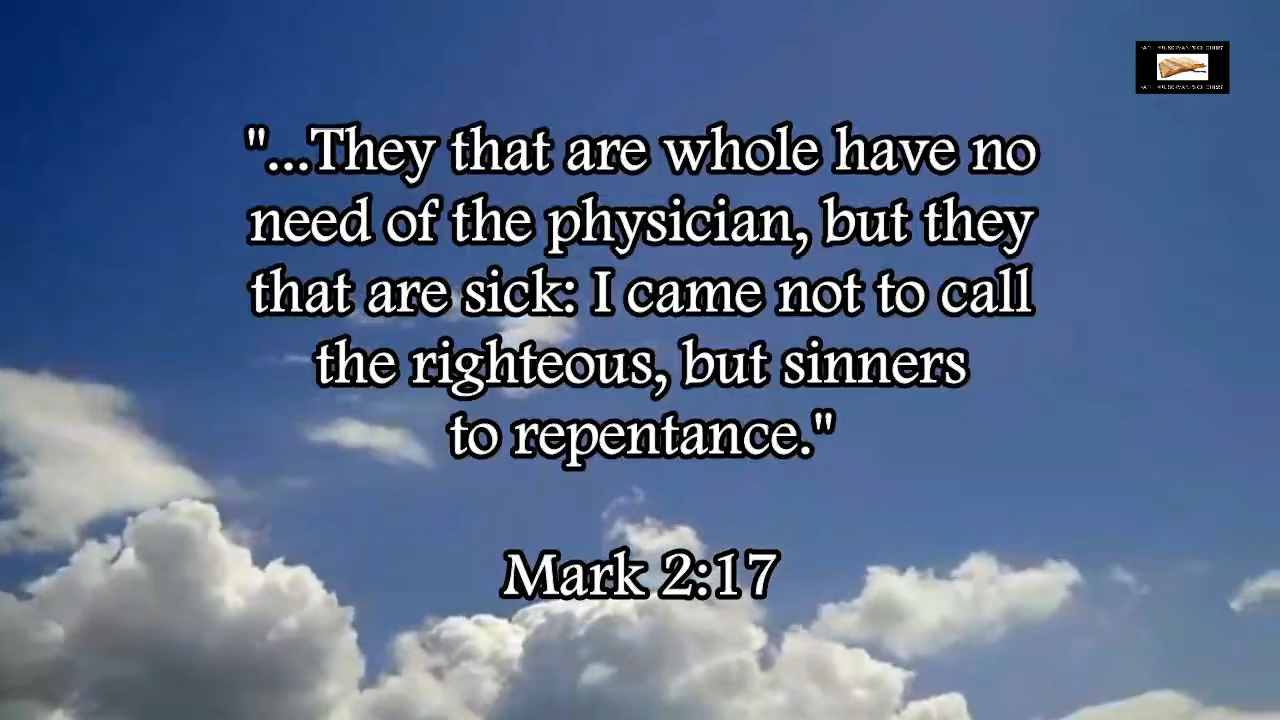 "...They that are whole have no
need of the physician, but they
that are sick: I came not to call
the righteous, but sinners
to repentance."
Mark 2:17